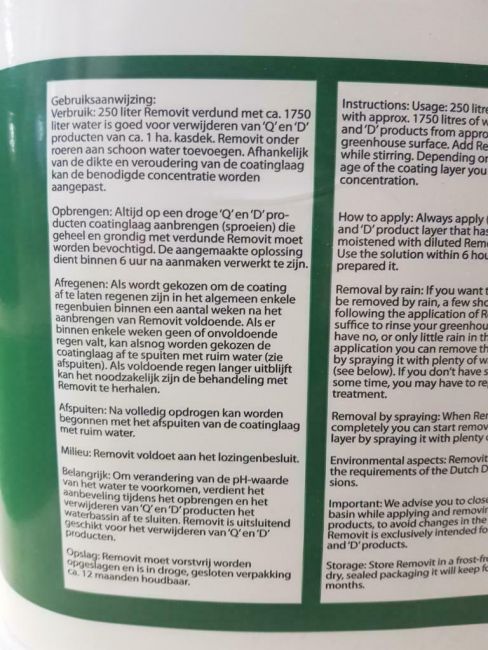 Gebruiksaanwijzing:
Verbuik: 250 liter Removit verdund met ca. 1750
liter water is goed voor verwijderen van ‘Q’ en ‘D’
producten van ca. 1 ha. kasdek. Removit onder
roeren aan schoon water toevoegen. Afhankelijk
van de dikte en veroudering van de coatinglaag
kan de benodigde concentratie worden
aangepast.
Opbrengen: Altijd op een droge ‘Q’ en ‘D’ pro-
ducten coatinglaag aanbrengen (sproeien) die
geheel en grondig met verdunde Removit moet
worden bevochtigd. De aangemaakte oplossing
dient binnen 6 uur na aanmaken verwerkt te zijn.
Afregenen: Als wordt gekozen om de coating
af te laten regenen zijn in het algemeen enkele
regenbuien binnen een aantal weken na het
aanbrengen van Removit voldoende. Als er
binnen enkele weken geen of onvoldoende
regen valt, kan alsnog worden gekozen de
coatinglaag af te spuiten met ruim water (zie
afspuiten). Als voldoende regen langer uitblijft
kan het noodzakelijk zijn de behandeling met
Removit te herhalen.
Afspuiten: Na volledig opdrogen kan worden
begonnen met het afspuiten van de coatinglaag
met ruim water.
Milieu: Removit voldoet aan het lozingenbesluit.
Belangrijk: Om verandering van de pH-waarde
van het water te voorkomen, verdient het
aanbeveling tijdens het opbrengen en het
verwijderen van ‘Q’ en ‘D’ producten het
waterbassin af te sluiten. Removit is uitsluitend
geschikt voor het verwijderen van ‘Q’ en ‘D’
producten.
Opslag: Removit moet vorstvrij worden
opgeslagen en is in droge, gesloten verpakking
ca. 12 maanden houdbaar.
Instructions: Usage: 250 litre
with approx. 1750 litres of w
and ‘D’ products from appro
greenhouse surface. Add Re
while stirring. Depending on
age of the coating layer you
concentration.
How to apply: Always apply
and ‘D’ product layer that has
moistened with diluted Remo
Use the solution within 6 hou
prepared it.
Removal by rain: If you want t
be removed by rain, a few sho
following the application of R
suffice to rinse your greenhou
have no, or only little rain in th
application you can remove th
by spraying it with plenty of w
(see below). If you don't have s
some time, you may have to re
treatment.
Removal by spraying: When Rem
completely you can start remov
layer by spraying it with plenty
Environmental aspects: Removit
the requirements of the Dutch D
sions.
Important: We advise you to close
basin while applying and removin
products, to avoid changes in the
Removit is exclusively intended fo
and ‘D’ products.
Storage: Store Removit in a frost-fr
dry, sealed packaging it will keep fo
months.